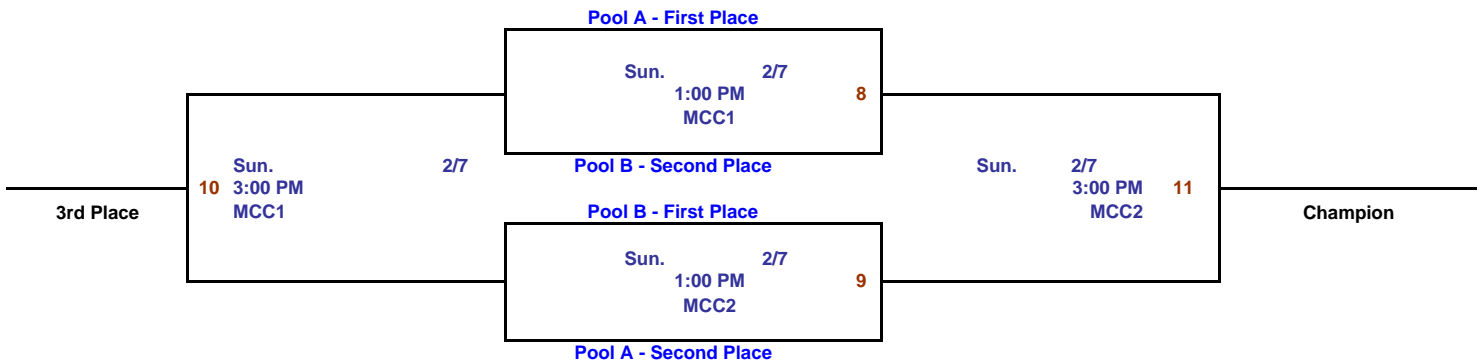 Pool A - First Place
Sun. 2/7
1:00 PM 8
MCC1
Sun. 2/7
10 3:00 PM
MCC1
3rd Place
Pool B - Second Place
Sun. 2/7
3:00 PM 11
MCC2
Champion
Pool B - First Place
Sun. 2/7
1:00 PM 9
MCC2
Pool A - Second Place